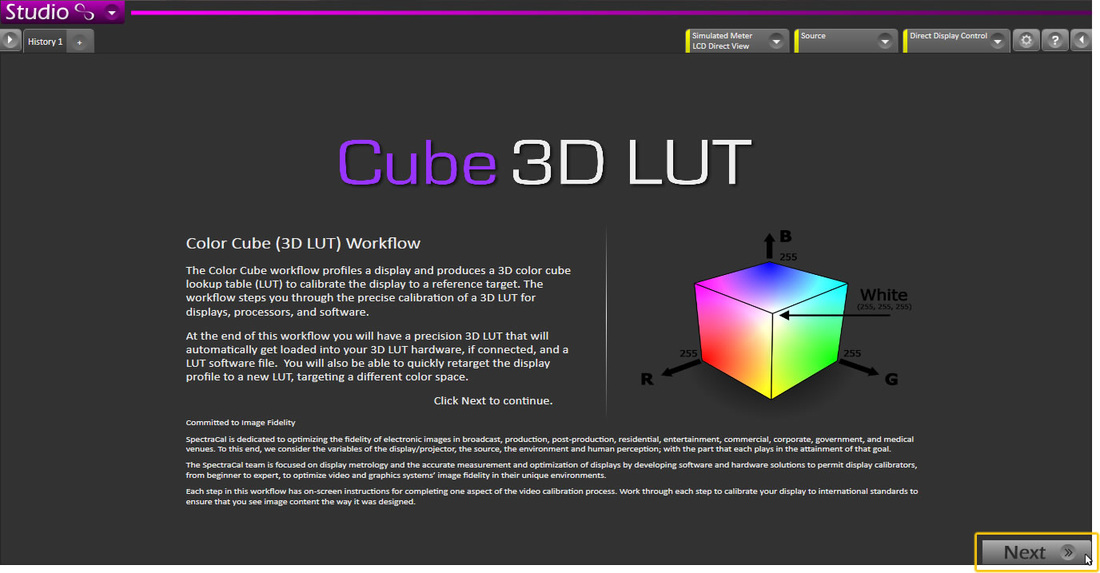 Studio
History 1
+
Simulated Meter
LCD Direct View
Source
Direct Display Control
?
Cube 3D LUT
Color Cube (3D LUT) Workflow
The Color Cube workflow profiles a display and produces a 3D color cube
lookup table (LUT) to calibrate the display to a reference target. The
workflow steps you through the precise calibration of a 3D LUT for
displays, processors, and software.
At the end of this workflow you will have a precision 3D LUT that will
automatically get loaded into your 3D LUT hardware, if connected, and a
LUT software file.  You will also be able to quickly retarget the display
profile to a new LUT, targeting a different color space.
Click Next to continue.
B
255
White
(255, 255, 255)
255
255
R
G
Committed to Image Fidelity
SpectraCal is dedicated to optimizing the fidelity of electronic images in broadcast, production, post-production, residential, entertainment, commercial, corporate, government, and medical
venues. To this end, we consider the variables of the display/projector, the source, the environment and human perception; with the part that each plays in the attainment of that goal.
The SpectraCal team is focused on display metrology and the accurate measurement and optimization of displays by developing software and hardware solutions to permit display calibrators,
from beginner to expert, to optimize video and graphics systems' image fidelity in their unique environments.
Each step in this workflow has on-screen instructions for completing one aspect of the video calibration process. Work through each step to calibrate your display to international standards to
ensure that you see image content the way it was designed.
Next »